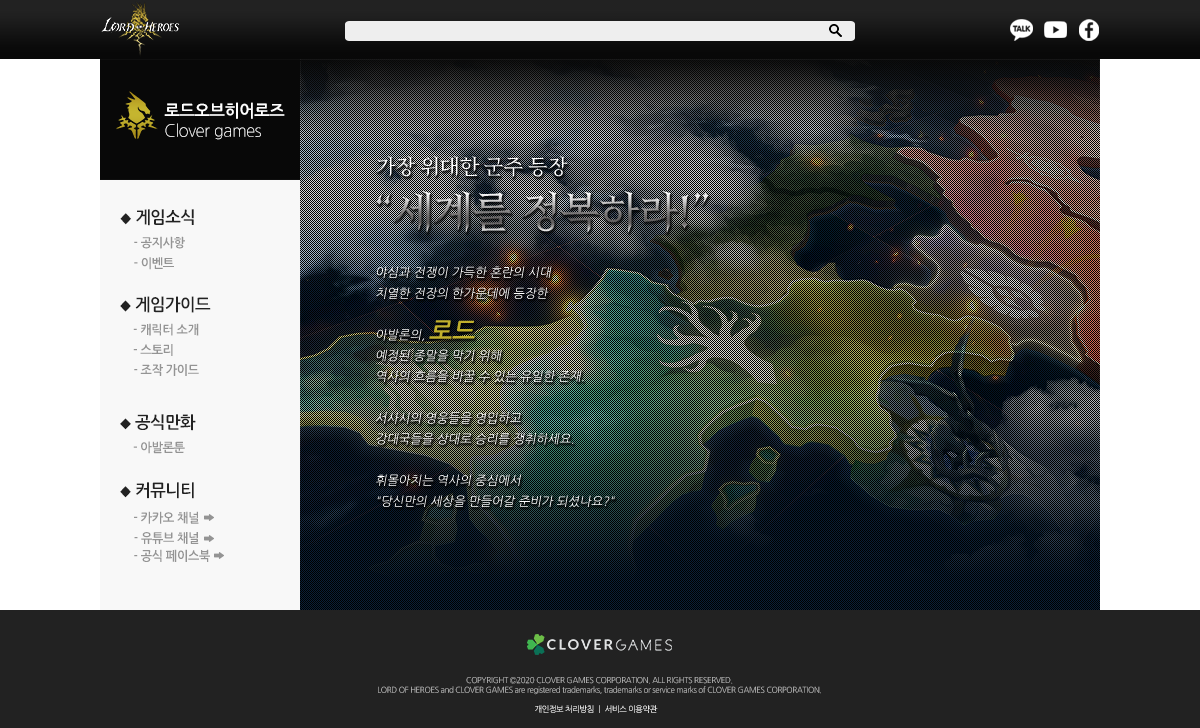 LORD HEROES
TALK
로드오브히어로즈
Clover games
◆ 게임소식
- 공지사항
- 이벤트
◆ 게임가이드
- 캐릭터 소개
- 스토리
- 조작 가이드
◆ 공식만화
- 아발론툰
◆ 커뮤니티
- 카카오 채널 ➡
- 유튜브 채널 ➡
- 공식 페이스북 ➡
가장 위대한 군주 등장
“세계를 정복하라!”
야심과 전쟁이 가득한 혼란의 시대
치열한 전장의 한가운데에 등장한
아발론의, 로드
예정된 종말을 막기 위해
역사의 흐름을 바꿀 수 있는 유일한 존재.
서사시의 영웅들을 영입하고
강대국들을 상대로 승리를 쟁취하세요.
휘몰아치는 역사의 중심에서
"당신만의 세상을 만들어갈 준비가 되셨나요?"
CLOVERGAMES
COPYRIGHT ©2020 CLOVER GAMES CORPORATION. ALL RIGHTS RESERVED.
LORD OF HEROES and CLOVER GAMES are registered trademarks, trademarks or service marks of CLOVER GAMES CORPORATION.
개인정보 처리방침 | 서비스 이용약관